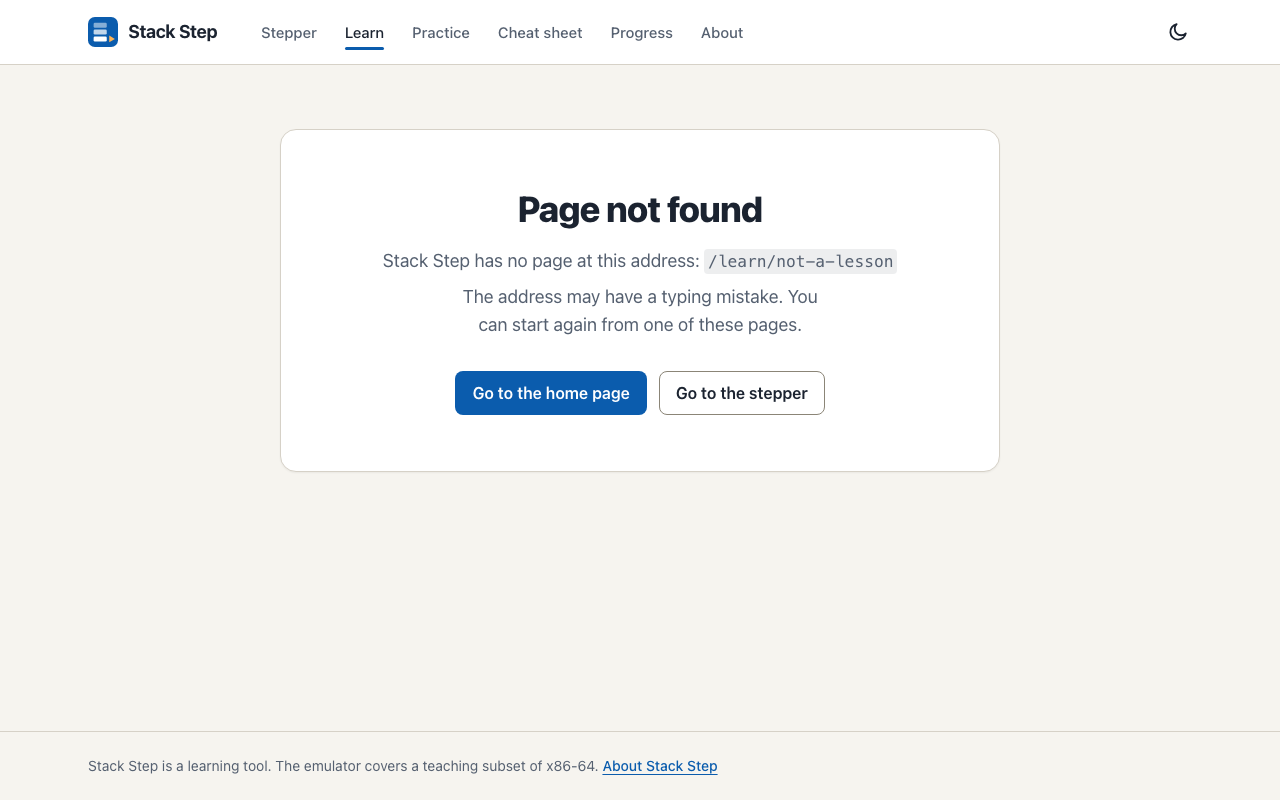 Stack Step
Stepper
Learn
Practice
Cheat sheet
Progress
About
Page not found
Stack Step has no page at this address: /learn/not-a-lesson
The address may have a typing mistake. You
can start again from one of these pages.
Go to the home page
Go to the stepper
Stack Step is a learning tool. The emulator covers a teaching subset of x86-64. About Stack Step